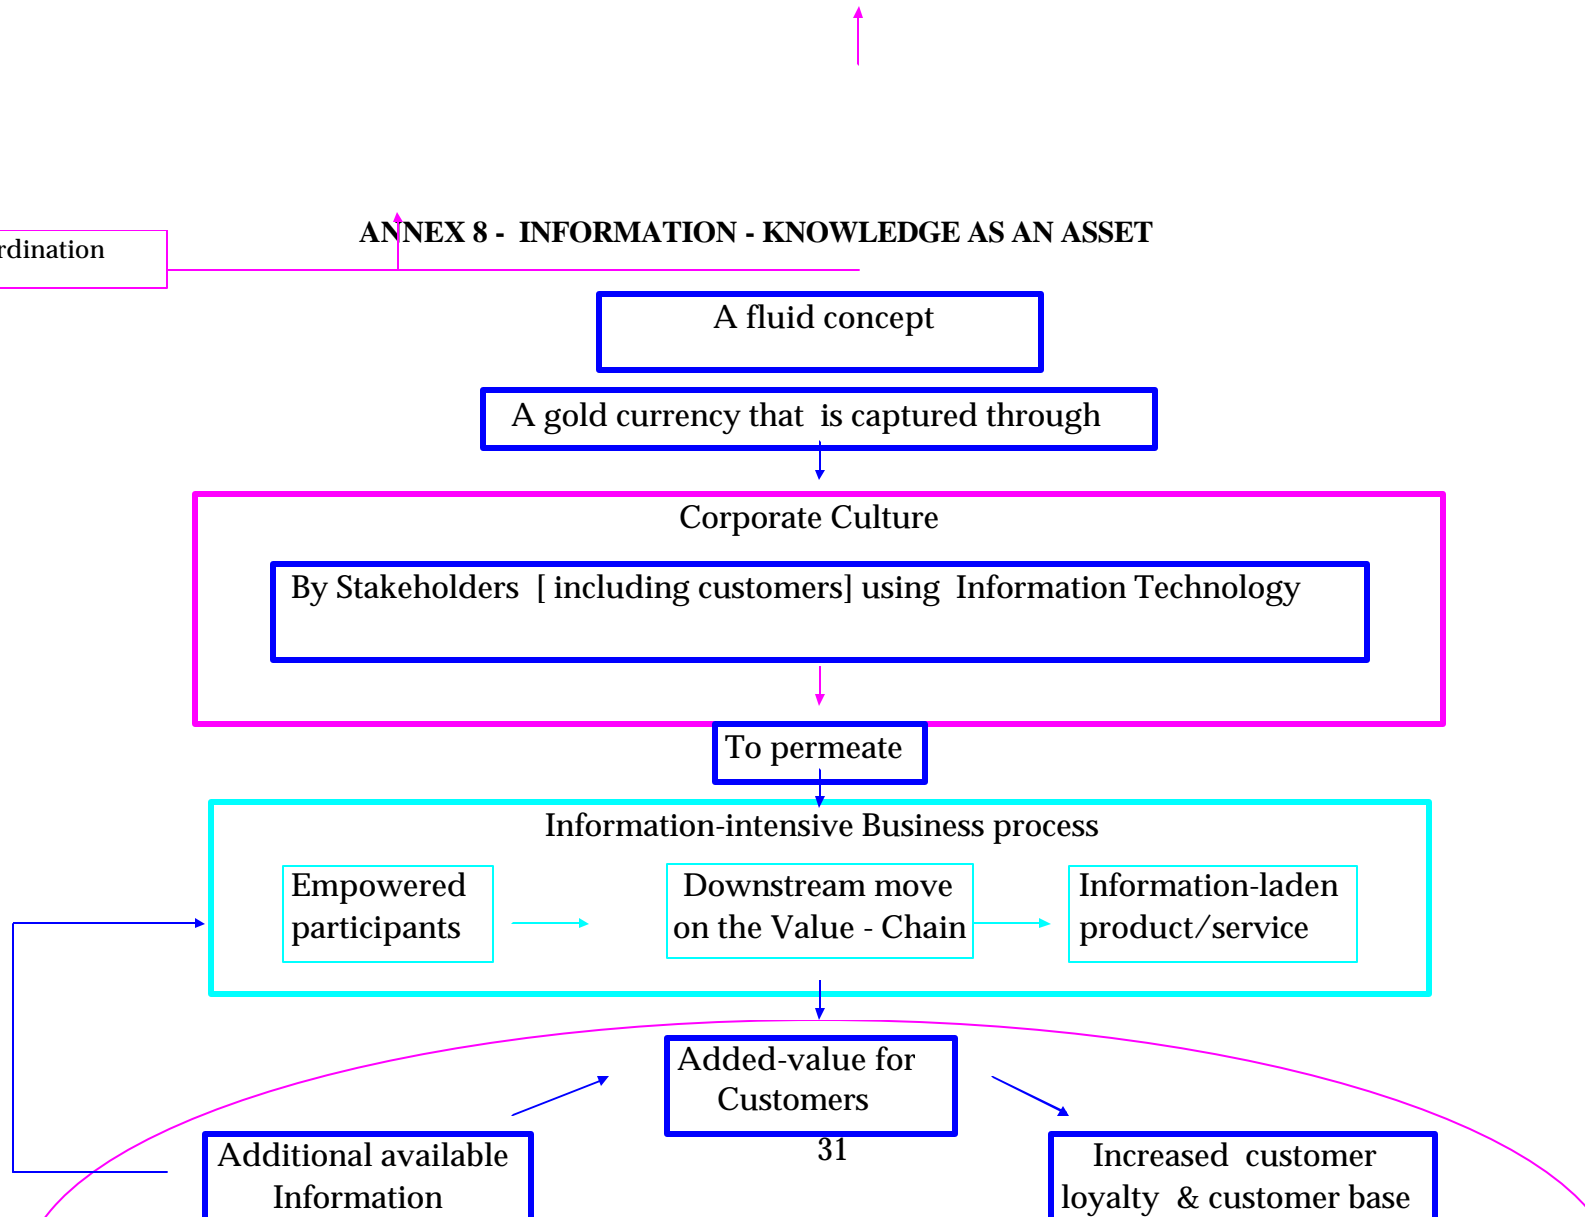 ANNEX 8 - INFORMATION - KNOWLEDGE AS AN ASSET
rdination
A fluid concept
A gold currency that is captured through
Corporate Culture
By Stakeholders [ including customers] using Information Technology
To permeate
Information-intensive Business process
Empowered
participants
Downstream move
on the Value - Chain
Information-laden
product/service
Added-value for
Customers
31
Additional available
Information
Increased customer
loyalty & customer base